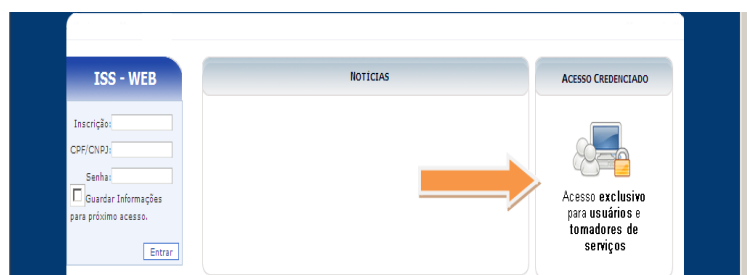 ISS - WEB
Inscrição:
CPF/CNPJ:
Senha:
Guardar Informações
para próximo acesso.
Entrar
NOTÍCIAS
ACESSO CREDENCIADO
Acesso exclusivo
para usuários e
tomadores de
serviços